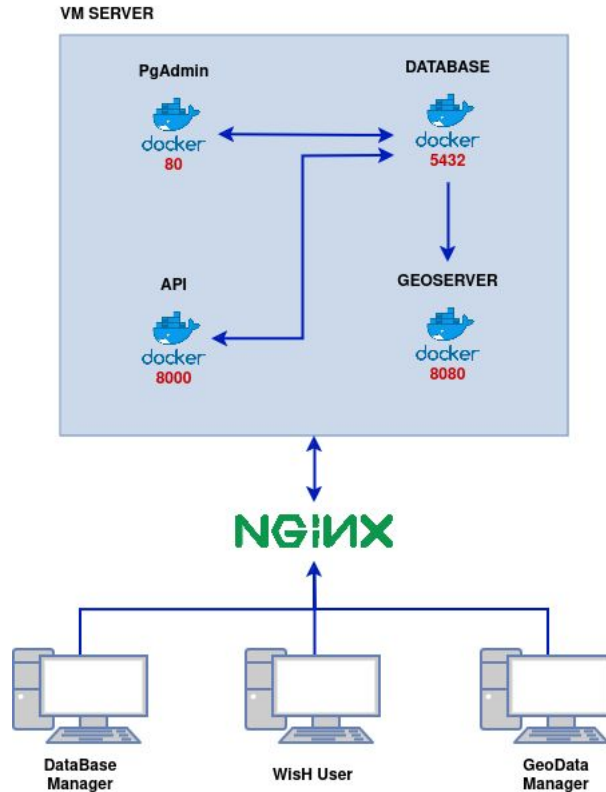 VM SERVER
PgAdmin
DATABASE
docker
80
docker
5432
API
GEOSERVER
docker
8000
docker
8080
NGINX
DataBase
Manager
WisH User
GeoData
Manager